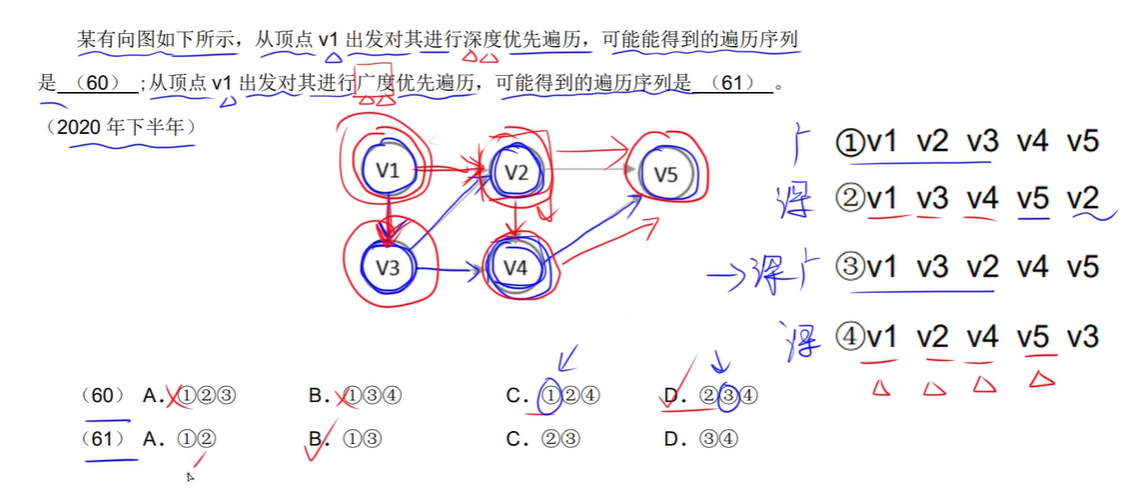 某有向图如下所示，从顶点 v1 出发对其进行深度优先遍历，可能能得到的遍历序列
是 （60） ;从顶点 v1 出发对其进行广度优先遍历，可能得到的遍历序列是 （61） 。
（2020 年下半年）
V1 V2 V5
V3 V4
广 ①v1 v2 v3 v4 v5
深 ②v1 v3 v4 v5 v2
→深广 ③v1 v3 v2 v4 v5
深 ④v1 v2 v4 v5 v3
（60） A. ①②③ B. ①③④ C. ①②④ D. ②③④
（61） A. ①② B. ①③ C. ②③ D. ③④